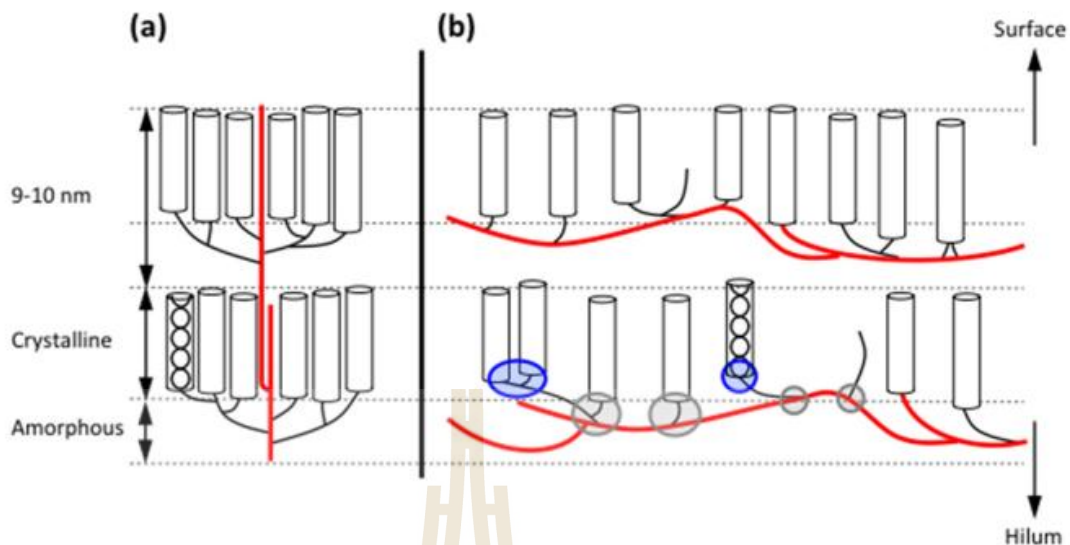 (a)
(b)
Surface
9-10 nm
Crystalline
Amorphous
Hilum